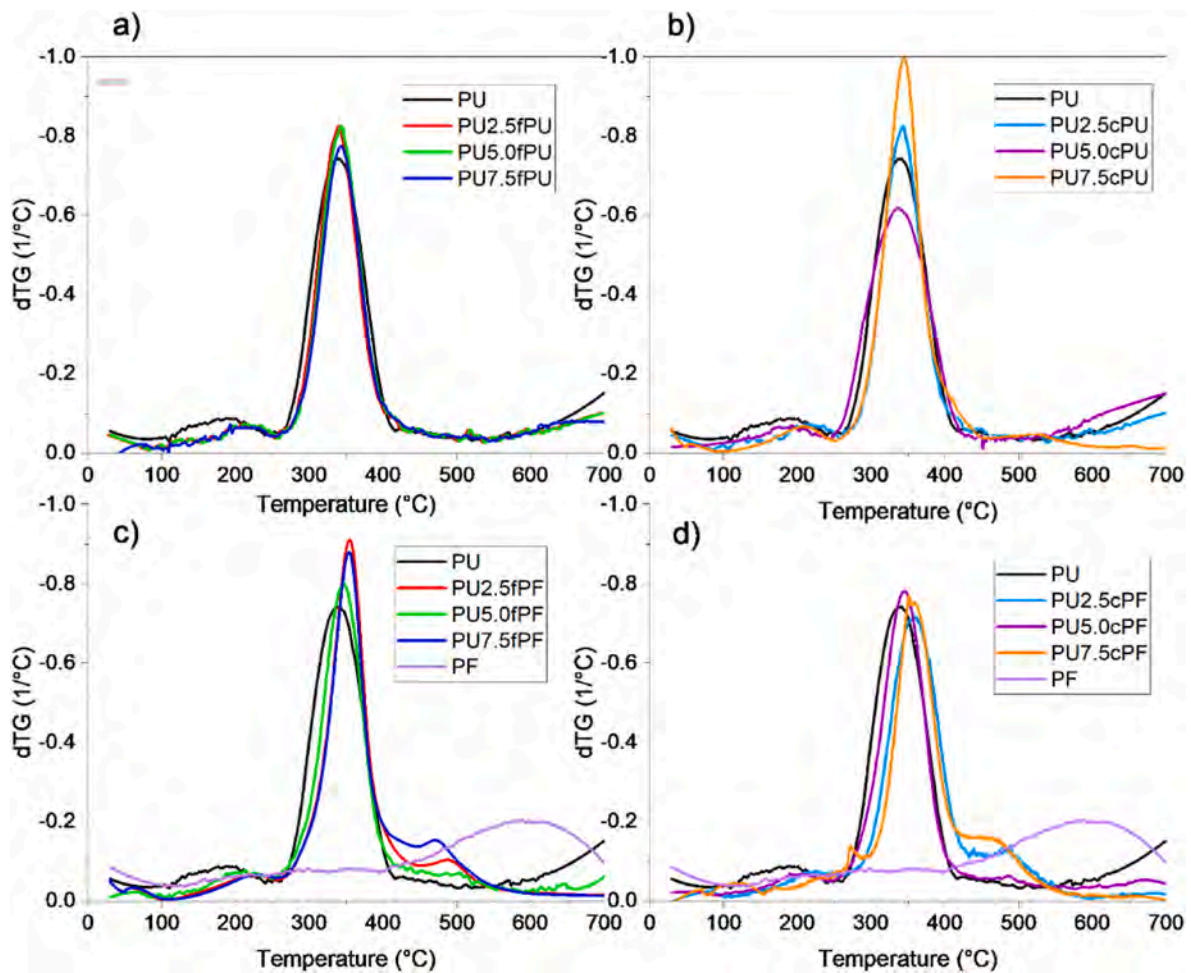 a)
-1.0
-0.8
-0.6
-0.4
-0.2
0.0
dTG (1/°C)
PU
PU2.5fPU
PU5.0fPU
PU7.5fPU
0 100 200 300 400 500 600 700
Temperature (°C)
b)
-1.0
-0.8
-0.6
-0.4
-0.2
0.0
dTG (1/°C)
PU
PU2.5cPU
PU5.0cPU
PU7.5cPU
0 100 200 300 400 500 600 700
Temperature (°C)
c)
-1.0
-0.8
-0.6
-0.4
-0.2
0.0
dTG (1/°C)
PU
PU2.5fPF
PU5.0fPF
PU7.5fPF
PF
0 100 200 300 400 500 600 700
Temperature (°C)
d)
-1.0
-0.8
-0.6
-0.4
-0.2
0.0
dTG (1/°C)
PU
PU2.5cPF
PU5.0cPF
PU7.5cPF
PF
0 100 200 300 400 500 600 700
Temperature (°C)